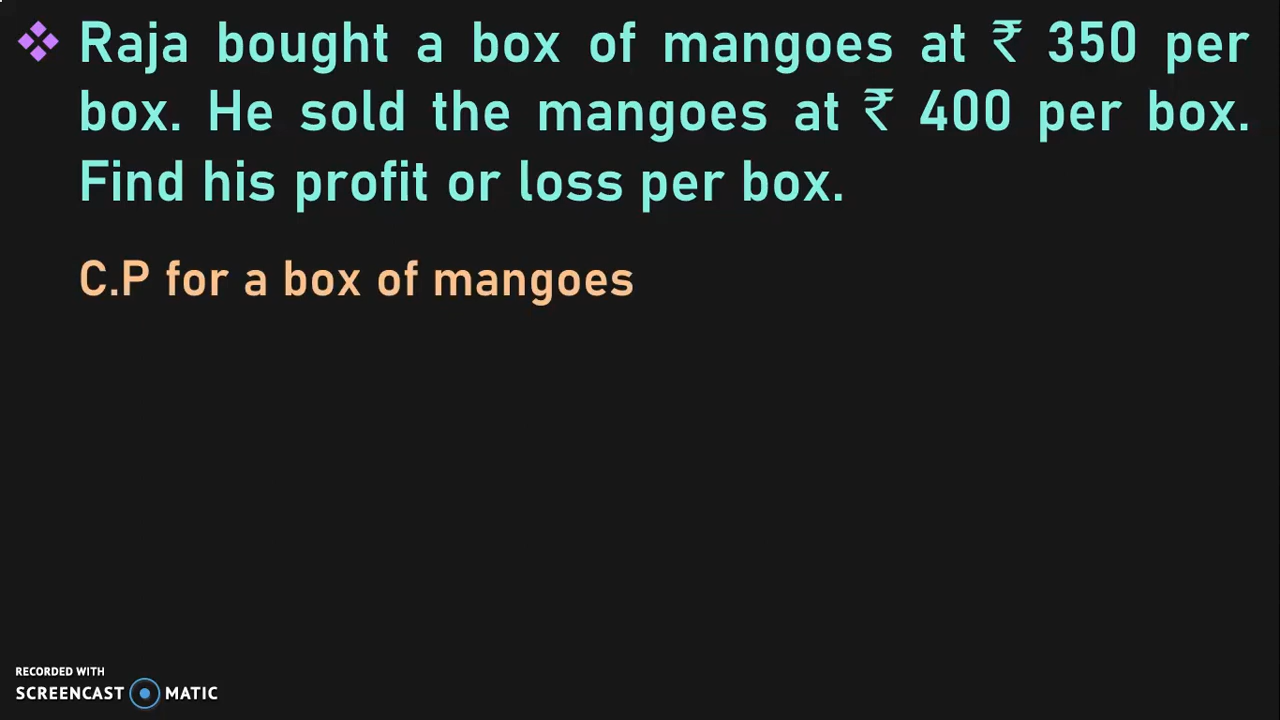 Raja bought a box of mangoes at ₹ 350 per
box. He sold the mangoes at ₹ 400 per box.
Find his profit or loss per box.
C.P for a box of mangoes
RECORDED WITH
SCREENCAST MATIC